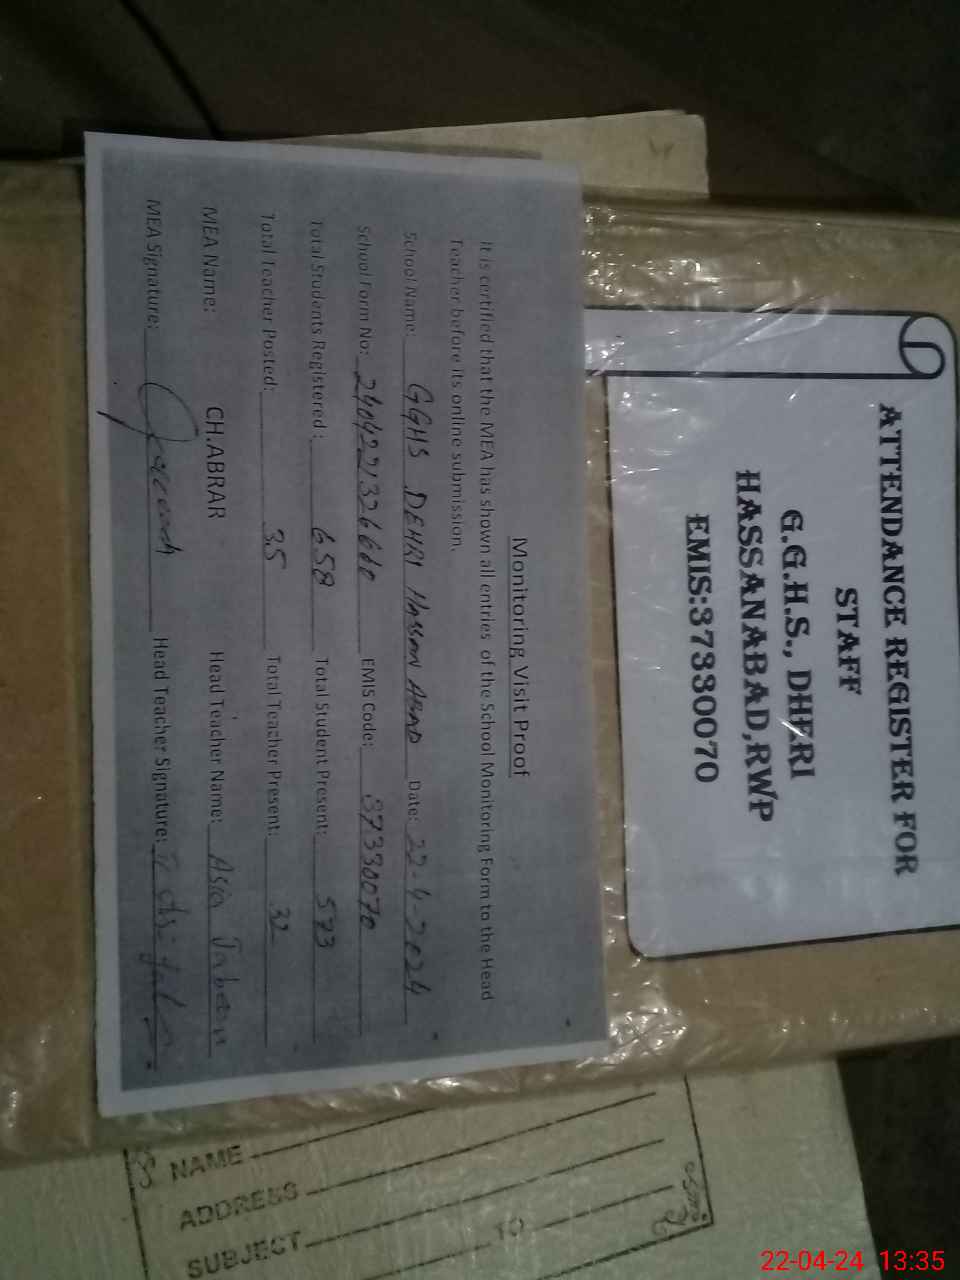 ATTENDANCE REGISTER FOR
STAFF
G.G.H.S., DHERI
HASSANABAD,RWP
EMIS:37330070
Monitoring Visit Proof
It is certified that the MEA has shown all entries of the School Monitoring Form to the Head
Teacher before its online submission.
School Name: GGHS DEHRI HASSAN ABAD Date: 22-4-2024
School Form No: EMIS Code: 37330070
Total Students Registered: 658 Total Student Present: 573
Total Teacher Posted: 35 Total Teacher Present: 32
MEA Name: CH.ABRAR Head Teacher Name: Asia Jabeen
MEA Signature: Head Teacher Signature:
NAME
ADDRESS
SUBJECT TO
22-04-24 13:35